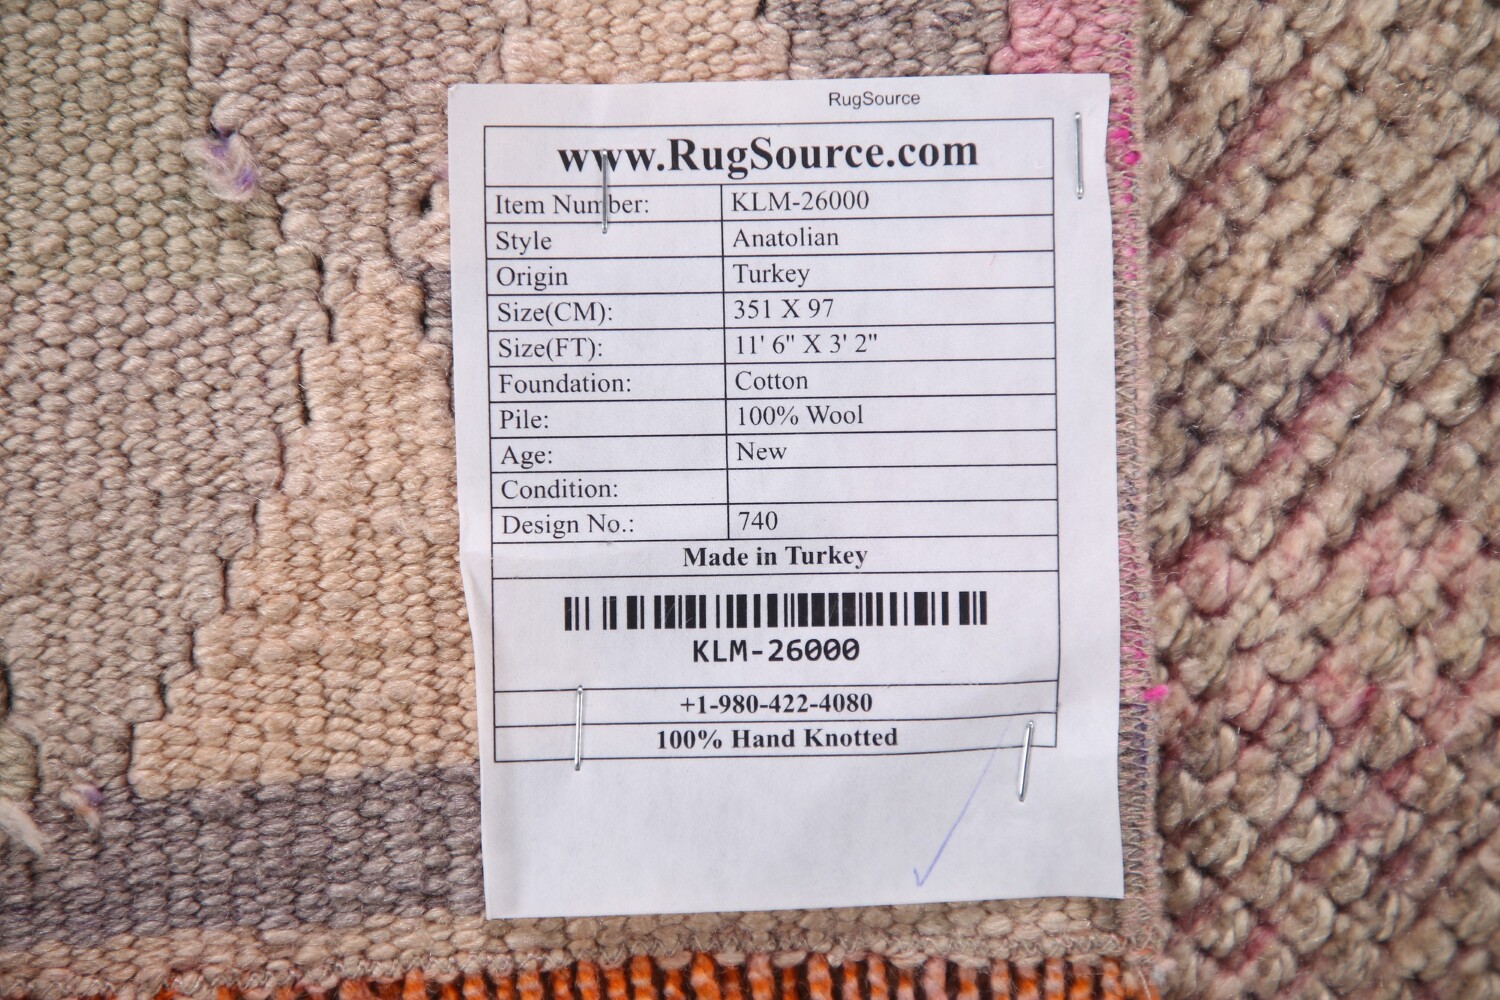 RugSource
www.RugSource.com
Item Number: KLM-26000
Style Anatolian
Origin Turkey
Size(CM): 351 X 97
Size(FT): 11' 6" X 3' 2"
Foundation: Cotton
Pile: 100% Wool
Age: New
Condition:
Design No.: 740
Made in Turkey
KLM-26000
+1-980-422-4080
100% Hand Knotted